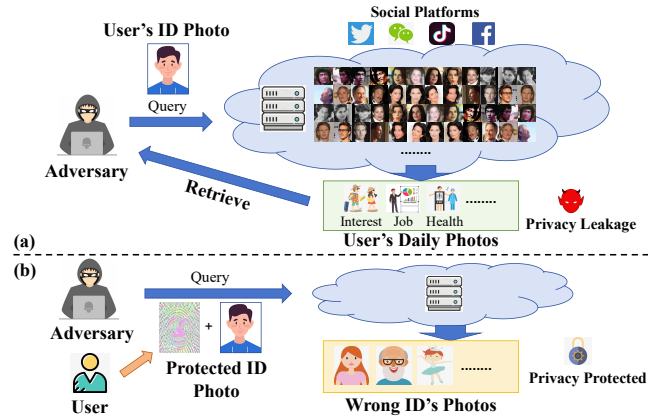 Social Platforms
User's ID Photo
Query
Adversary
........
Retrieve
Interest Job Health ........
Privacy Leakage
User's Daily Photos
(a)
(b)
Query
Adversary
+
Protected ID
Photo
User
........
Privacy Protected
Wrong ID's Photos